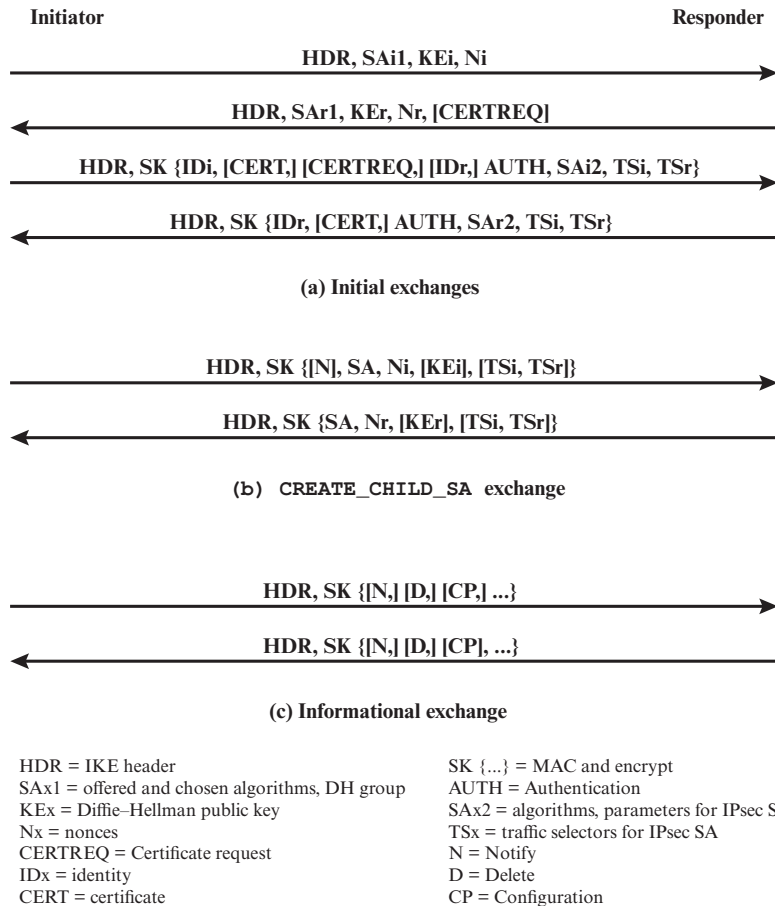 Initiator Responder
HDR, SAi1, KEi, Ni
HDR, SAr1, KEr, Nr, [CERTREQ]
HDR, SK {IDi, [CERT,] [CERTREQ,] [IDr,] AUTH, SAi2, TSi, TSr}
HDR, SK {IDr, [CERT,] AUTH, SAr2, TSi, TSr}
(a) Initial exchanges
HDR, SK {[N], SA, Ni, [KEi], [TSi, TSr]}
HDR, SK {SA, Nr, [KEr], [TSi, TSr]}
(b) CREATE_CHILD_SA exchange
HDR, SK {[N,] [D,] [CP,] ...}
HDR, SK {[N,] [D,] [CP], ...}
(c) Informational exchange
HDR = IKE header
SAx1 = offered and chosen algorithms, DH group
KEx = Diffie–Hellman public key
Nx = nonces
CERTREQ = Certificate request
IDx = identity
CERT = certificate
SK {...} = MAC and encrypt
AUTH = Authentication
SAx2 = algorithms, parameters for IPsec S
TSx = traffic selectors for IPsec SA
N = Notify
D = Delete
CP = Configuration